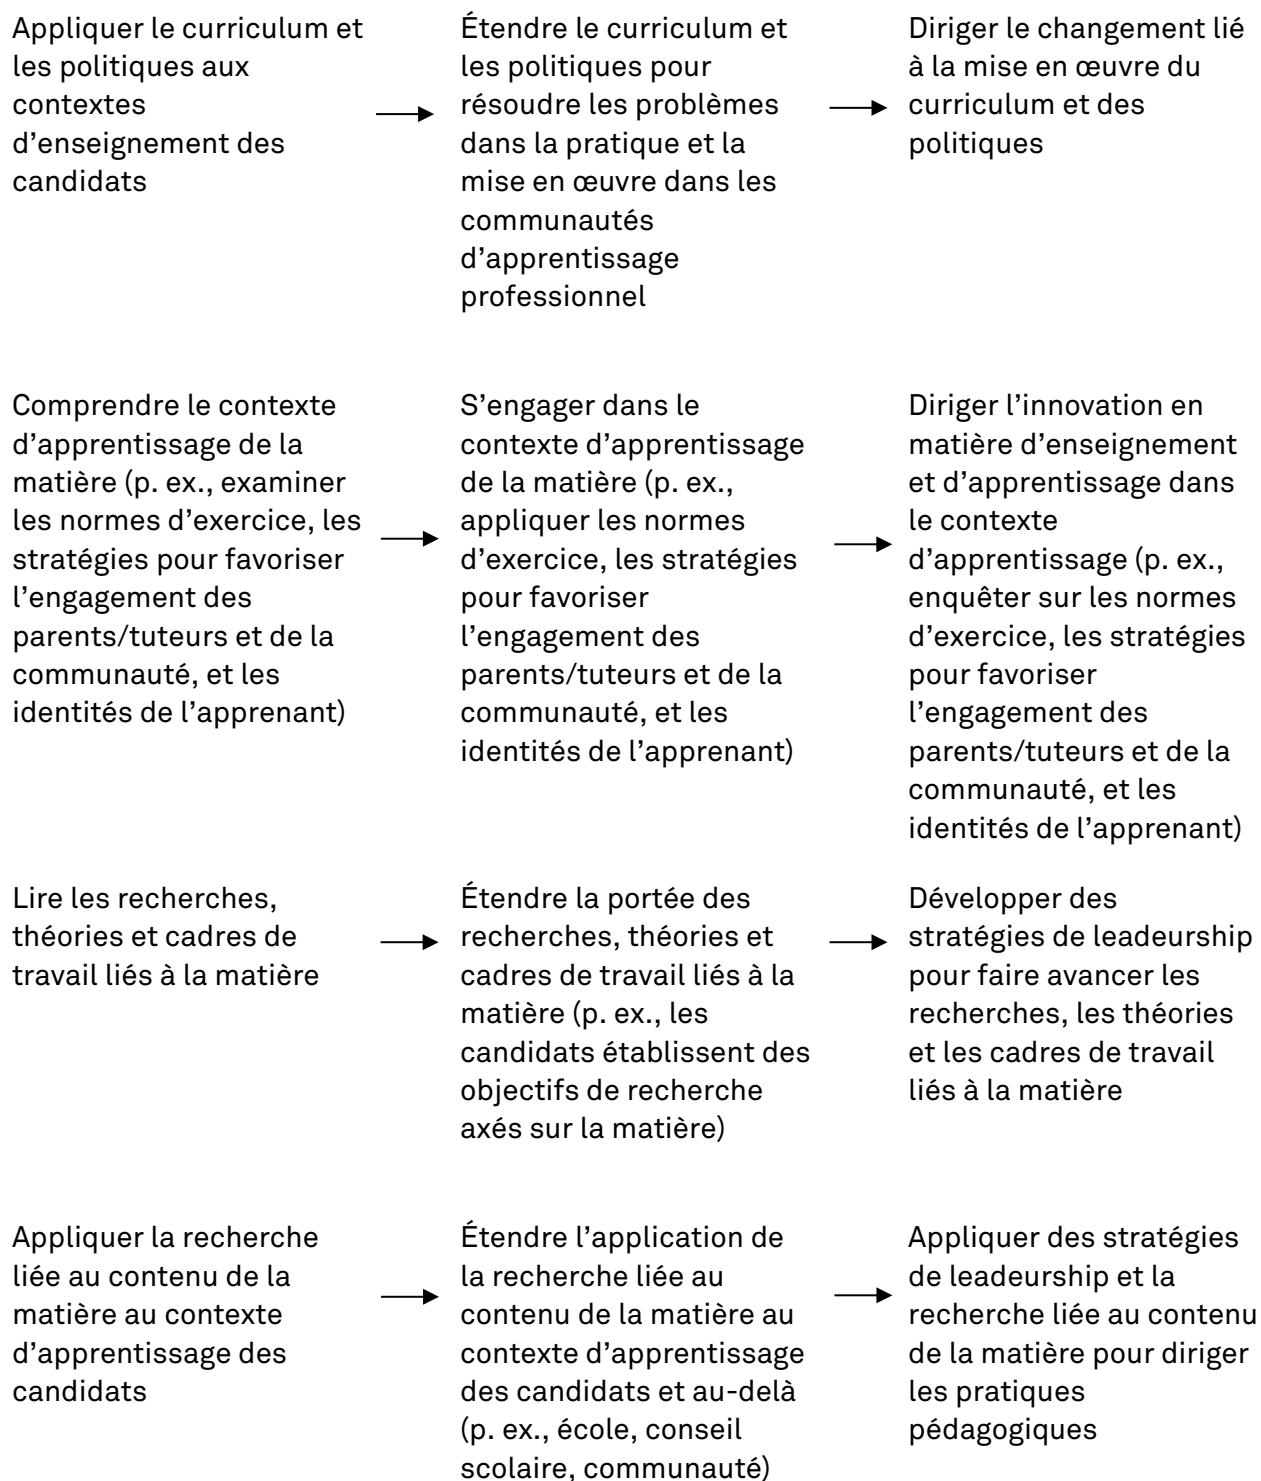 Appliquer le curriculum et
les politiques aux
contextes
d’enseignement des
candidats
Étendre le curriculum et
les politiques pour
résoudre les problèmes
dans la pratique et la
mise en œuvre dans les
communautés
d’apprentissage
professionnel
Diriger le changement lié
à la mise en œuvre du
curriculum et des
politiques
Comprendre le contexte
d’apprentissage de la
matière (p. ex., examiner
les normes d’exercice, les
stratégies pour favoriser
l’engagement des
parents/tuteurs et de la
communauté, et les
identités de l’apprenant)
S’engager dans le
contexte d’apprentissage
de la matière (p. ex.,
appliquer les normes
d’exercice, les stratégies
pour favoriser
l’engagement des
parents/tuteurs et de la
communauté, et les
identités de l’apprenant)
Diriger l’innovation en
matière d’enseignement
et d’apprentissage dans
le contexte
d’apprentissage (p. ex.,
enquêter sur les normes
d’exercice, les stratégies
pour favoriser
l’engagement des
parents/tuteurs et de la
communauté, et les
identités de l’apprenant)
Lire les recherches,
théories et cadres de
travail liés à la matière
Étendre la portée des
recherches, théories et
cadres de travail liés à la
matière (p. ex., les
candidats établissent des
objectifs de recherche
axés sur la matière)
Développer des
stratégies de leadeurship
pour faire avancer les
recherches, les théories
et les cadres de travail
liés à la matière
Appliquer la recherche
liée au contenu de la
matière au contexte
d’apprentissage des
candidats
Étendre l’application de
la recherche liée au
contenu de la matière au
contexte d’apprentissage
des candidats et au-delà
(p. ex., école, conseil
scolaire, communauté)
Appliquer des stratégies
de leadeurship et la
recherche liée au contenu
de la matière pour diriger
les pratiques
pédagogiques